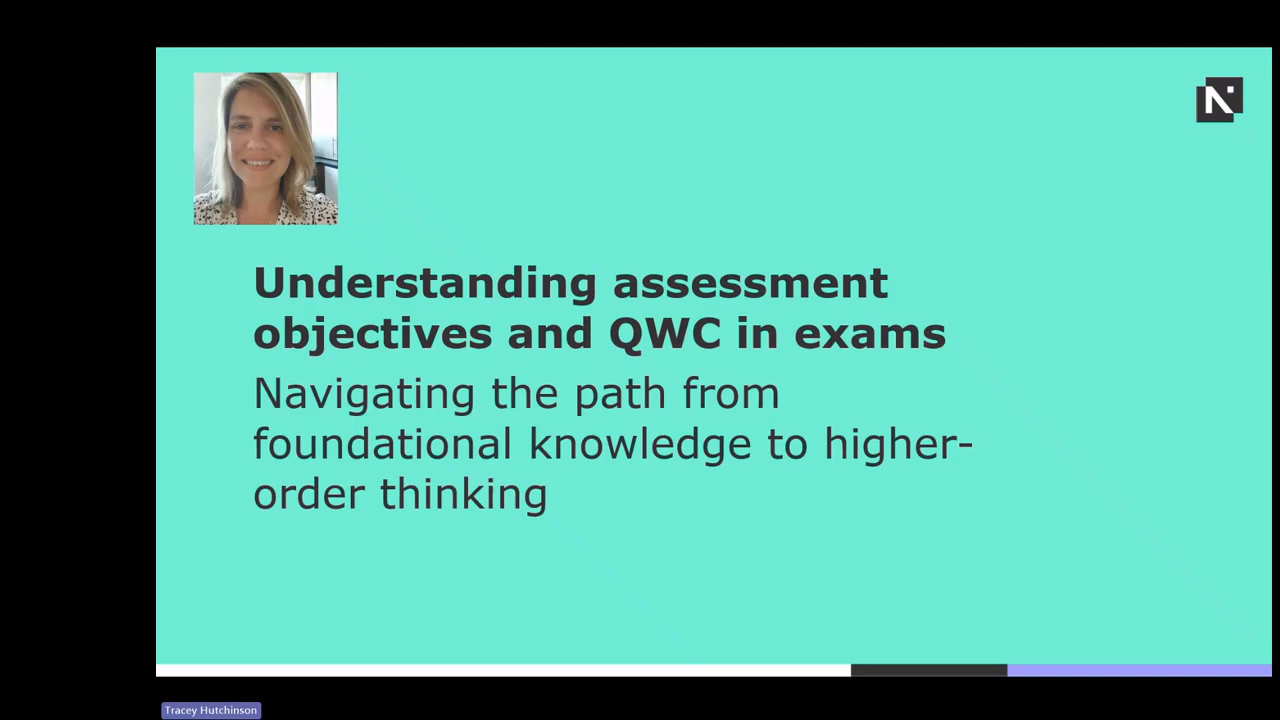 N
Understanding assessment
objectives and QWC in exams
Navigating the path from
foundational knowledge to higher-
order thinking
Tracey Hutchinson